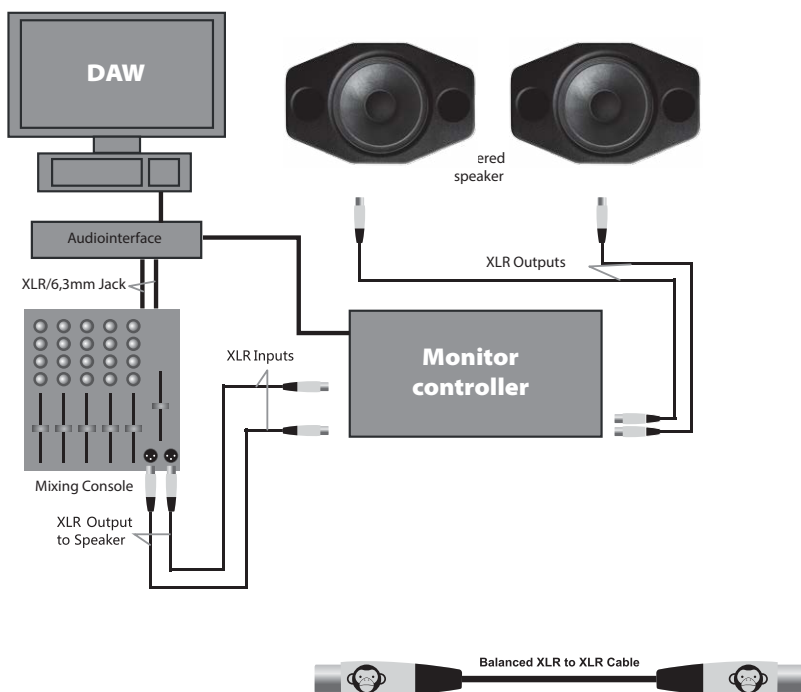 DAW
ered
speaker
Audiointerface
XLR Outputs
XLR/6,3mm Jack
XLR Inputs
Monitor
controller
Mixing Console
XLR Output
to Speaker
Balanced XLR to XLR Cable